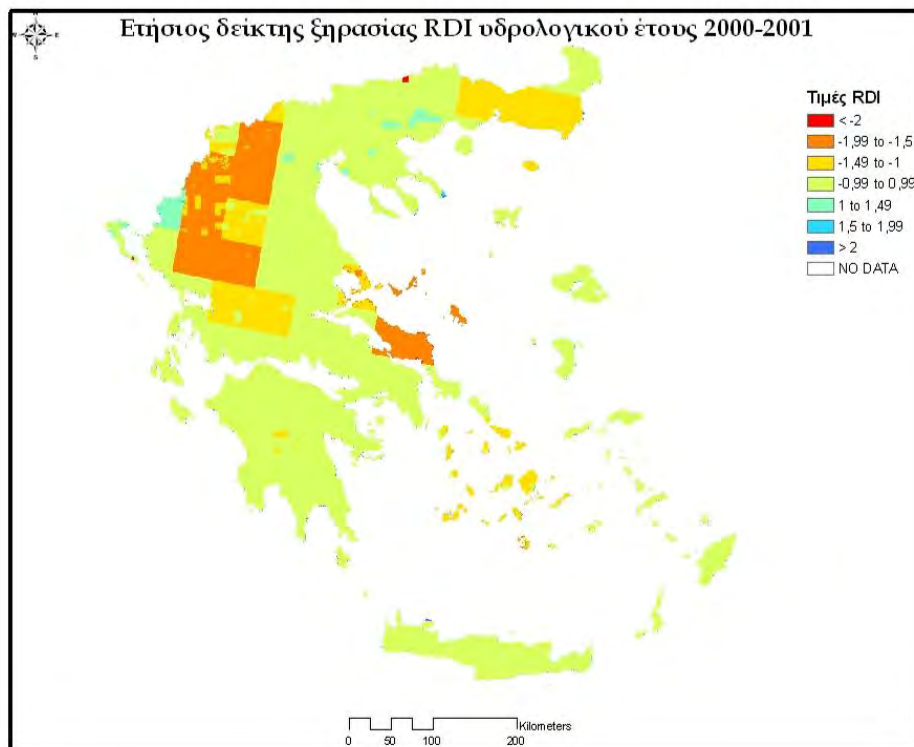 Ετήσιος δείκτης ξηρασίας RDI υδρολογικού έτους 2000-2001
N
W E
S
Τιμές RDI
< -2
-1,99 to -1,5
-1,49 to -1
-0,99 to 0,99
1 to 1,49
1,5 to 1,99
> 2
NO DATA
Kilometers
0 50 100 200